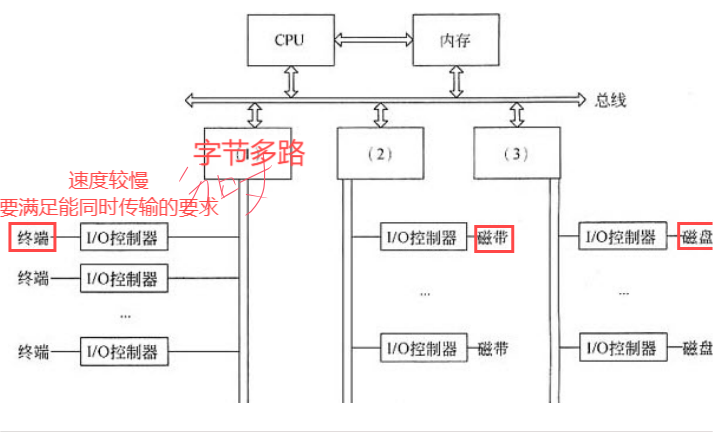 CPU
内存
总线
字节多路
(2)
(3)
速度较慢
要满足能同时传输的要求
终端 I/O控制器
I/O控制器 磁带
I/O控制器 磁盘
终端 I/O控制器
...
...
...
终端 I/O控制器
I/O控制器 磁带
I/O控制器 磁盘